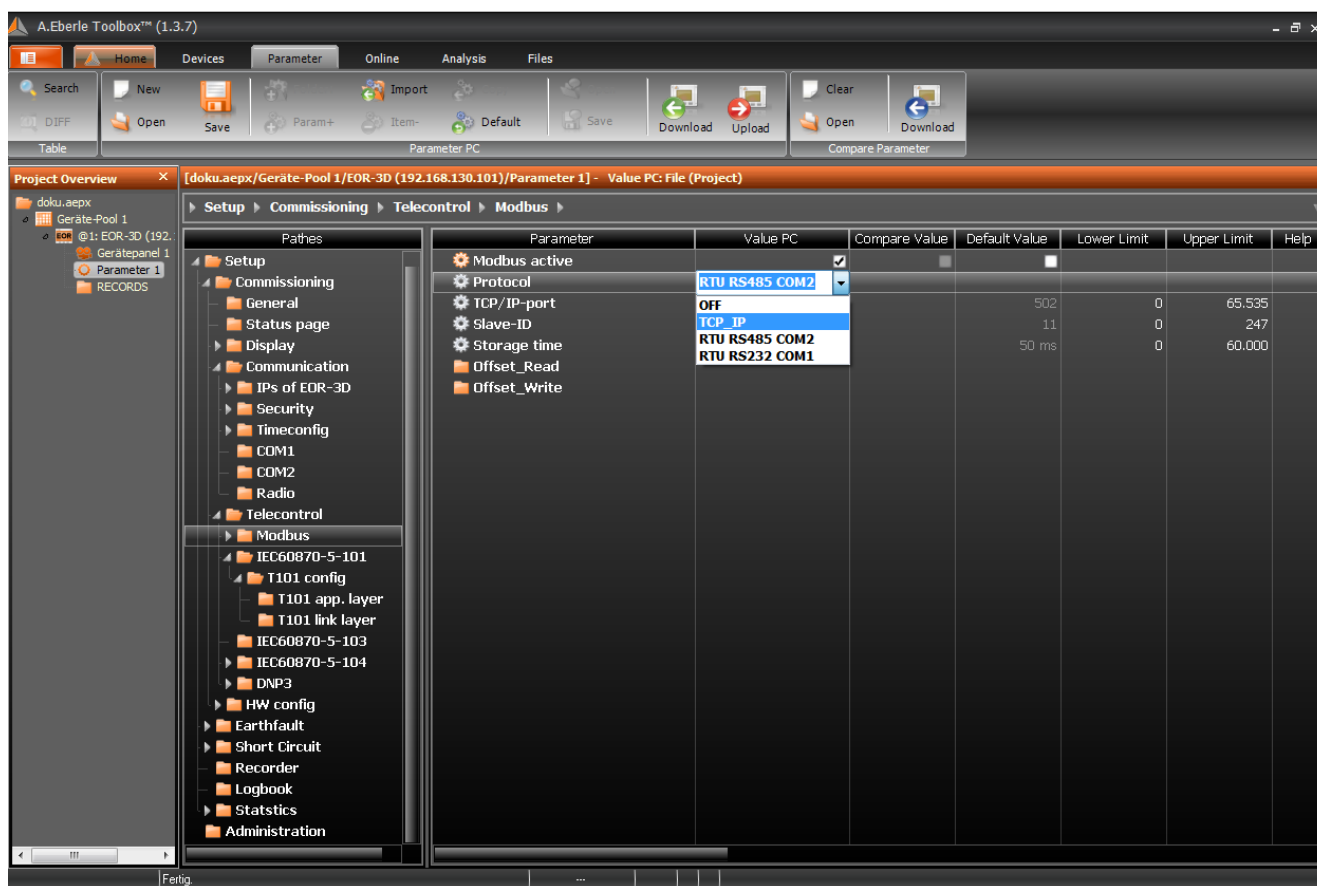 A.Eberle Toolbox™ (1.3.7)
Home Devices Parameter Online Analysis Files
Search New Import Clear
DIFF Open Save Param+ Item- Default Save Download Upload Open Download
Table Parameter PC Compare Parameter
Project Overview ×
doku.aepx
Geräte-Pool 1
EOR @1: EOR-3D (192.
Gerätepanel 1
Parameter 1
RECORDS
[doku.aepx/Geräte-Pool 1/EOR-3D (192.168.130.101)/Parameter 1] - Value PC: File (Project)
Setup Commissioning Telecontrol Modbus
Pathes
Setup
Commissioning
General
Status page
Display
Communication
IPs of EOR-3D
Security
Timeconfig
COM1
COM2
Radio
Telecontrol
Modbus
IEC60870-5-101
T101 config
T101 app. layer
T101 link layer
IEC60870-5-103
IEC60870-5-104
DNP3
HW config
Earthfault
Short Circuit
Recorder
Logbook
Statstics
Administration
Parameter Value PC Compare Value Default Value Lower Limit Upper Limit Help
Modbus active
Protocol RTU RS485 COM2
TCP/IP-port 502 0 65.535
Slave-ID 11 0 247
Storage time 50 ms 0 60.000
Offset_Read
Offset_Write
OFF
TCP_IP
RTU RS485 COM2
RTU RS232 COM1
Fertig. ---